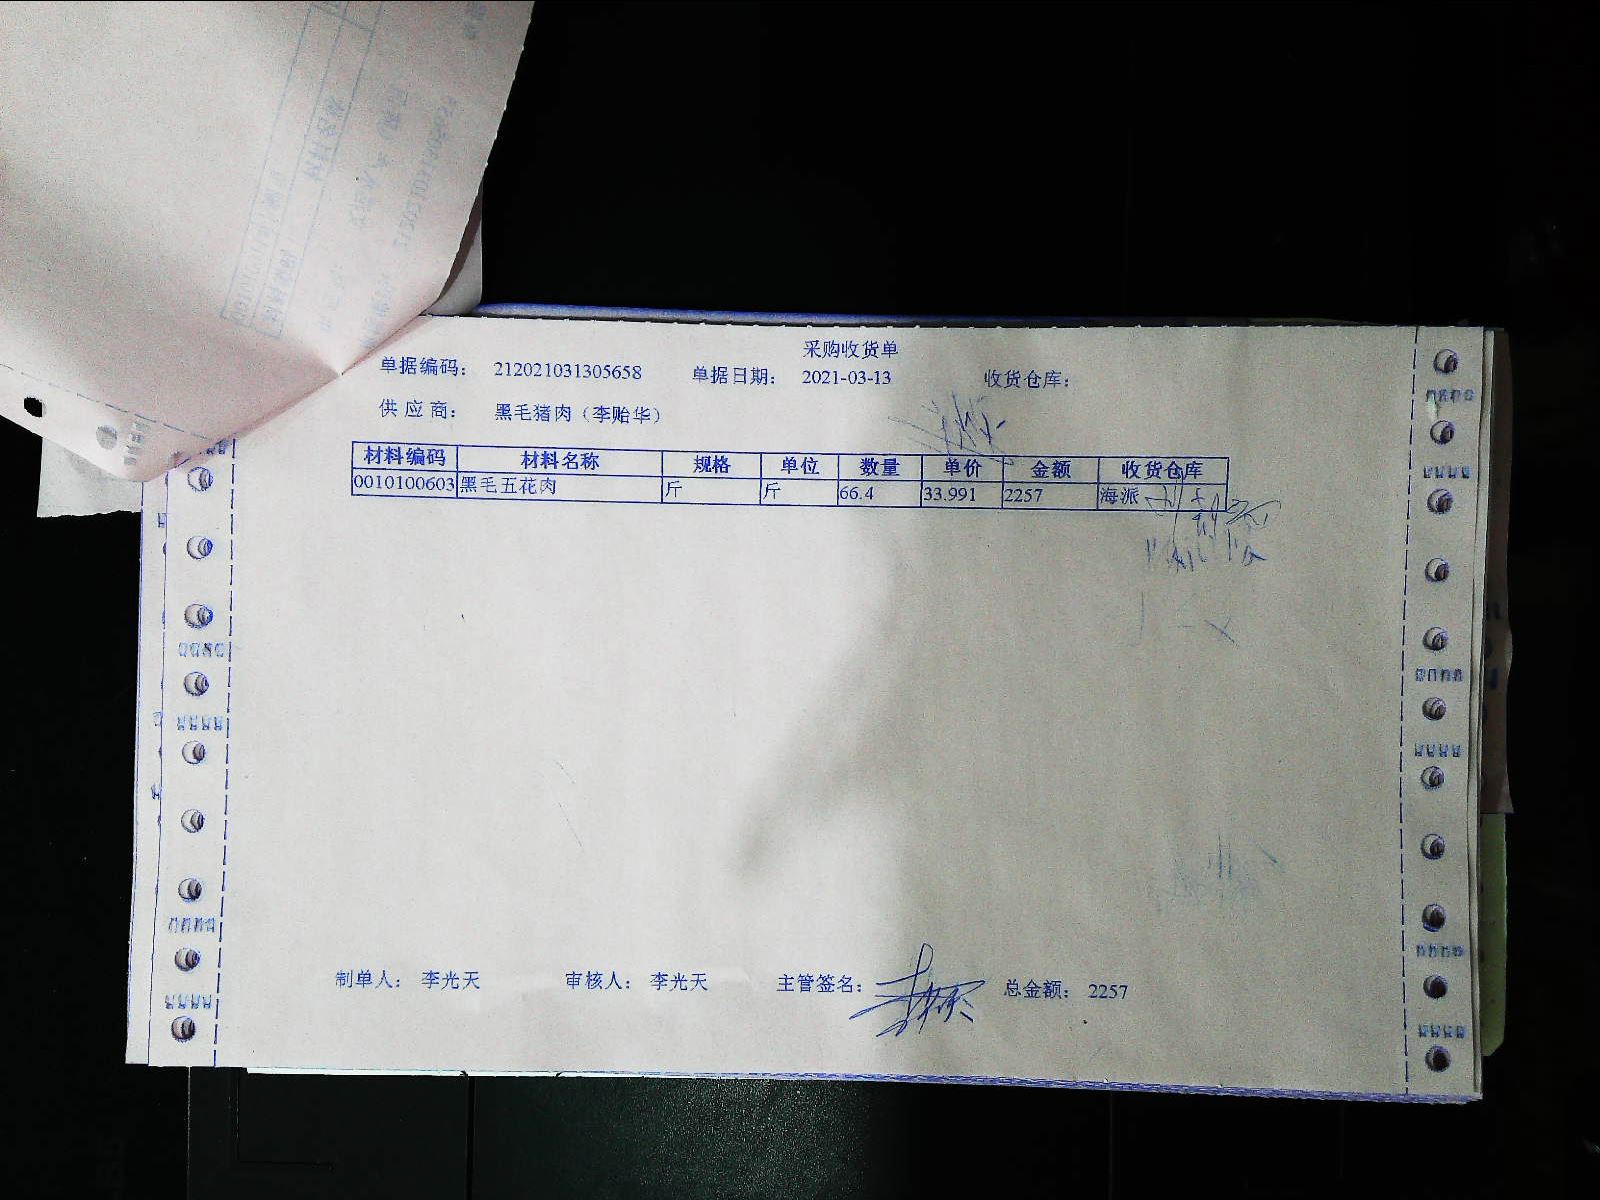 采购收货单
单据编码： 212021031305658 单据日期： 2021-03-13 收货仓库：
供应商： 黑毛猪肉（李贻华）
材料编码 材料名称 规格 单位 数量 单价 金额 收货仓库
0010100603 黑毛五花肉 斤 斤 66.4 33.991 2257 海派
制单人： 李光天 审核人： 李光天 主管签名： 总金额： 2257